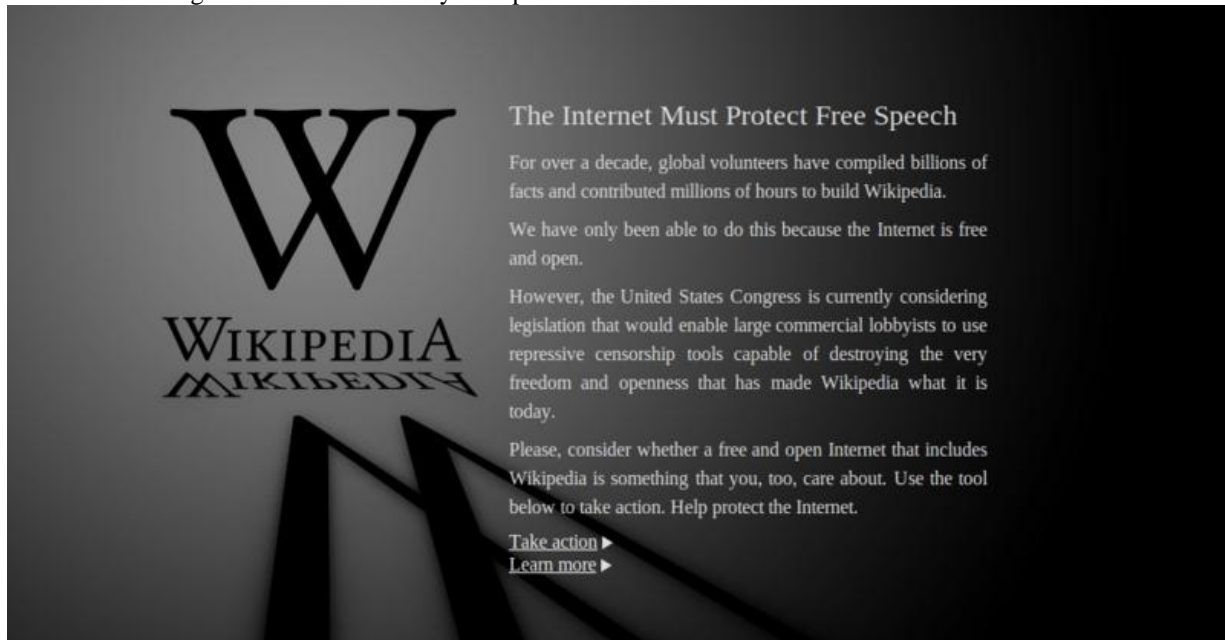 W
WIKIPEDIA
The Internet Must Protect Free Speech
For over a decade, global volunteers have compiled billions of
facts and contributed millions of hours to build Wikipedia.
We have only been able to do this because the Internet is free
and open.
However, the United States Congress is currently considering
legislation that would enable large commercial lobbyists to use
repressive censorship tools capable of destroying the very
freedom and openness that has made Wikipedia what it is
today.
Please, consider whether a free and open Internet that includes
Wikipedia is something that you, too, care about. Use the tool
below to take action. Help protect the Internet.
Take action
Learn more